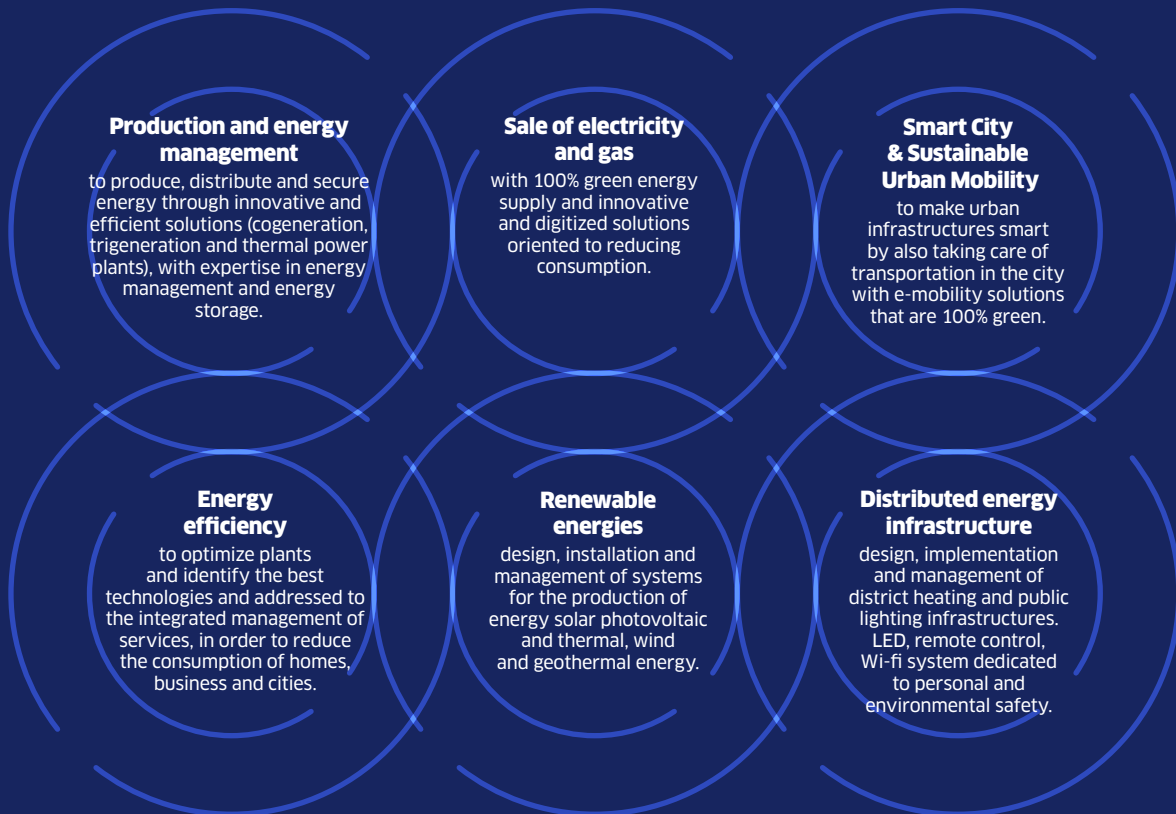 Production and energy
management
to produce, distribute and secure
energy through innovative and
efficient solutions (cogeneration,
trigeneration and thermal power
plants), with expertise in energy
management and energy
storage.
Sale of electricity
and gas
with 100% green energy
supply and innovative
and digitized solutions
oriented to reducing
consumption.
Smart City
& Sustainable
Urban Mobility
to make urban
infrastructures smart
by also taking care of
transportation in the city
with e-mobility solutions
that are 100% green.
Energy
efficiency
to optimize plants
and identify the best
technologies and addressed to
the integrated management of
services, in order to reduce
the consumption of homes,
business and cities.
Renewable
energies
design, installation and
management of systems
for the production of
energy solar photovoltaic
and thermal, wind
and geothermal energy.
Distributed energy
infrastructure
design, implementation
and management of
district heating and public
lighting infrastructures.
LED, remote control,
Wi-fi system dedicated
to personal and
environmental safety.